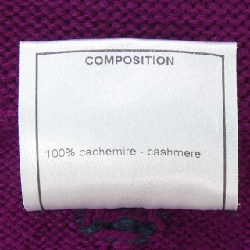 COMPOSITION
100% cachemire - cashmere